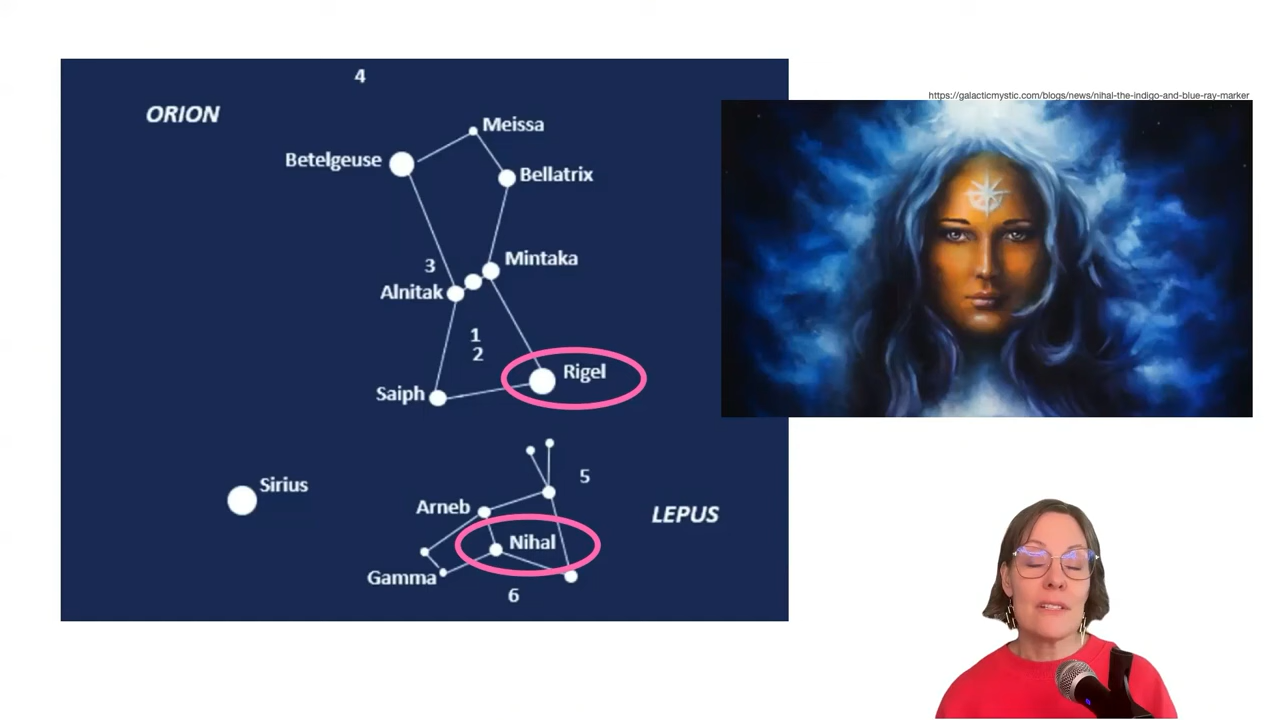 4
ORION
Meissa
Betelgeuse
Bellatrix
Mintaka
3
Alnitak
1
2
Rigel
Saiph
5
Sirius
Arneb
LEPUS
Nihal
Gamma
6
https://galacticmystic.com/blogs/news/nihal-the-indigo-and-blue-ray-marker